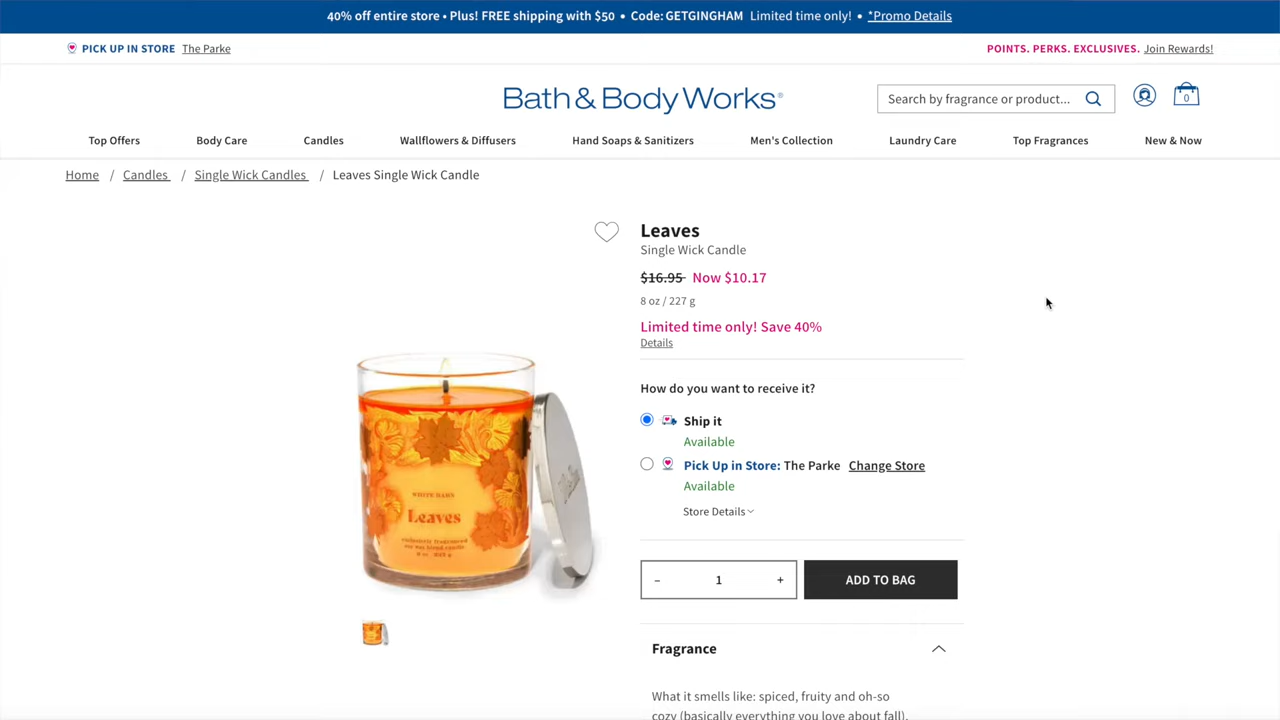 40% off entire store • Plus! FREE shipping with $50 • Code: GETGINGHAM Limited time only! • *Promo Details
PICK UP IN STORE The Parke
POINTS. PERKS. EXCLUSIVES. Join Rewards!
Bath & Body Works®
Search by fragrance or product...
0
Top Offers Body Care Candles Wallflowers & Diffusers Hand Soaps & Sanitizers Men's Collection Laundry Care Top Fragrances New & Now
Home / Candles / Single Wick Candles / Leaves Single Wick Candle
Leaves
Single Wick Candle
$16.95 Now $10.17
8 oz / 227 g
Limited time only! Save 40%
Details
How do you want to receive it?
Ship it
Available
Pick Up in Store: The Parke Change Store
Available
Store Details
– 1 + ADD TO BAG
Fragrance
What it smells like: spiced, fruity and oh-so
cozy (basically everything you love about fall).
WHITE BARN
Leaves